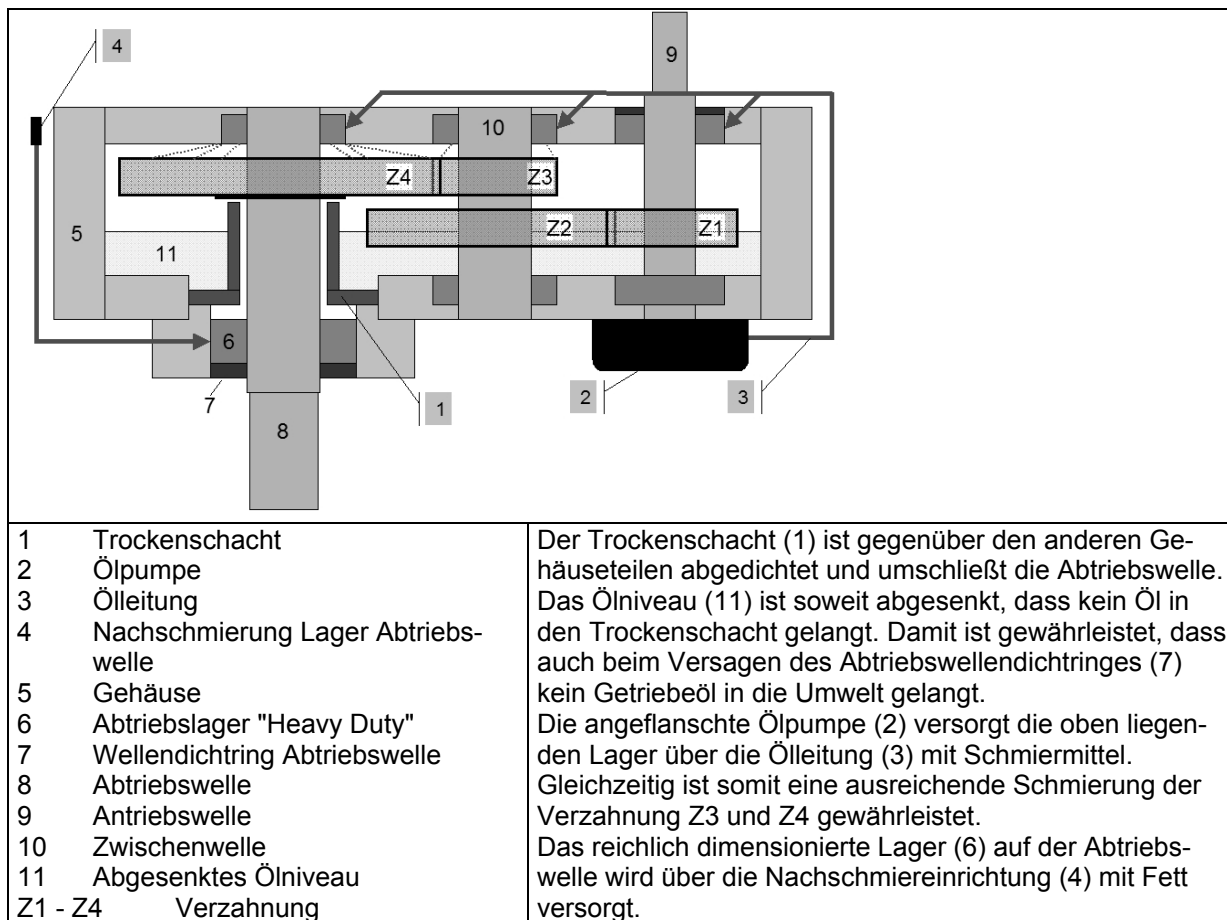 4
9
10
Z4
Z3
5
Z2
Z1
11
6
7
1
2
3
8
1 Trockenschacht
2 Ölpumpe
3 Ölleitung
4 Nachschmierung Lager Abtriebs-
welle
5 Gehäuse
6 Abtriebslager "Heavy Duty"
7 Wellendichtring Abtriebswelle
8 Abtriebswelle
9 Antriebswelle
10 Zwischenwelle
11 Abgesenktes Ölniveau
Z1 - Z4 Verzahnung
Der Trockenschacht (1) ist gegenüber den anderen Ge-
häuseteilen abgedichtet und umschließt die Abtriebswelle.
Das Ölniveau (11) ist soweit abgesenkt, dass kein Öl in
den Trockenschacht gelangt. Damit ist gewährleistet, dass
auch beim Versagen des Abtriebswellendichtringes (7)
kein Getriebeöl in die Umwelt gelangt.
Die angeflanschte Ölpumpe (2) versorgt die oben liegen-
den Lager über die Ölleitung (3) mit Schmiermittel.
Gleichzeitig ist somit eine ausreichende Schmierung der
Verzahnung Z3 und Z4 gewährleistet.
Das reichlich dimensionierte Lager (6) auf der Abtriebs-
welle wird über die Nachschmiereinrichtung (4) mit Fett
versorgt.